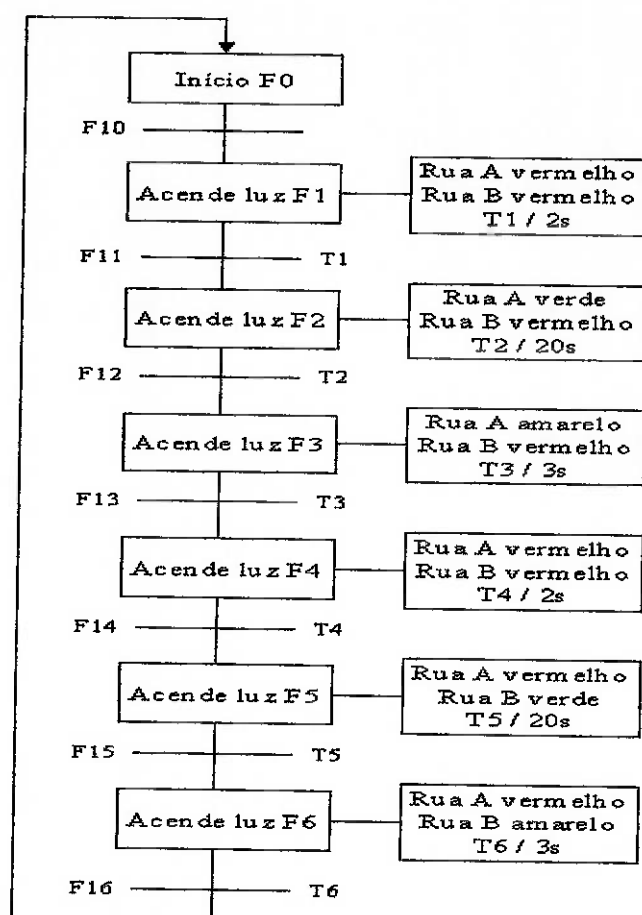 Início F0
F10
Acende luz F1
Rua A vermelho
Rua B vermelho
T1 / 2s
F11
T1
Acende luz F2
Rua A verde
Rua B vermelho
T2 / 20s
F12
T2
Acende luz F3
Rua A amarelo
Rua B vermelho
T3 / 3s
F13
T3
Acende luz F4
Rua A vermelho
Rua B vermelho
T4 / 2s
F14
T4
Acende luz F5
Rua A vermelho
Rua B verde
T5 / 20s
F15
T5
Acende luz F6
Rua A vermelho
Rua B amarelo
T6 / 3s
F16
T6